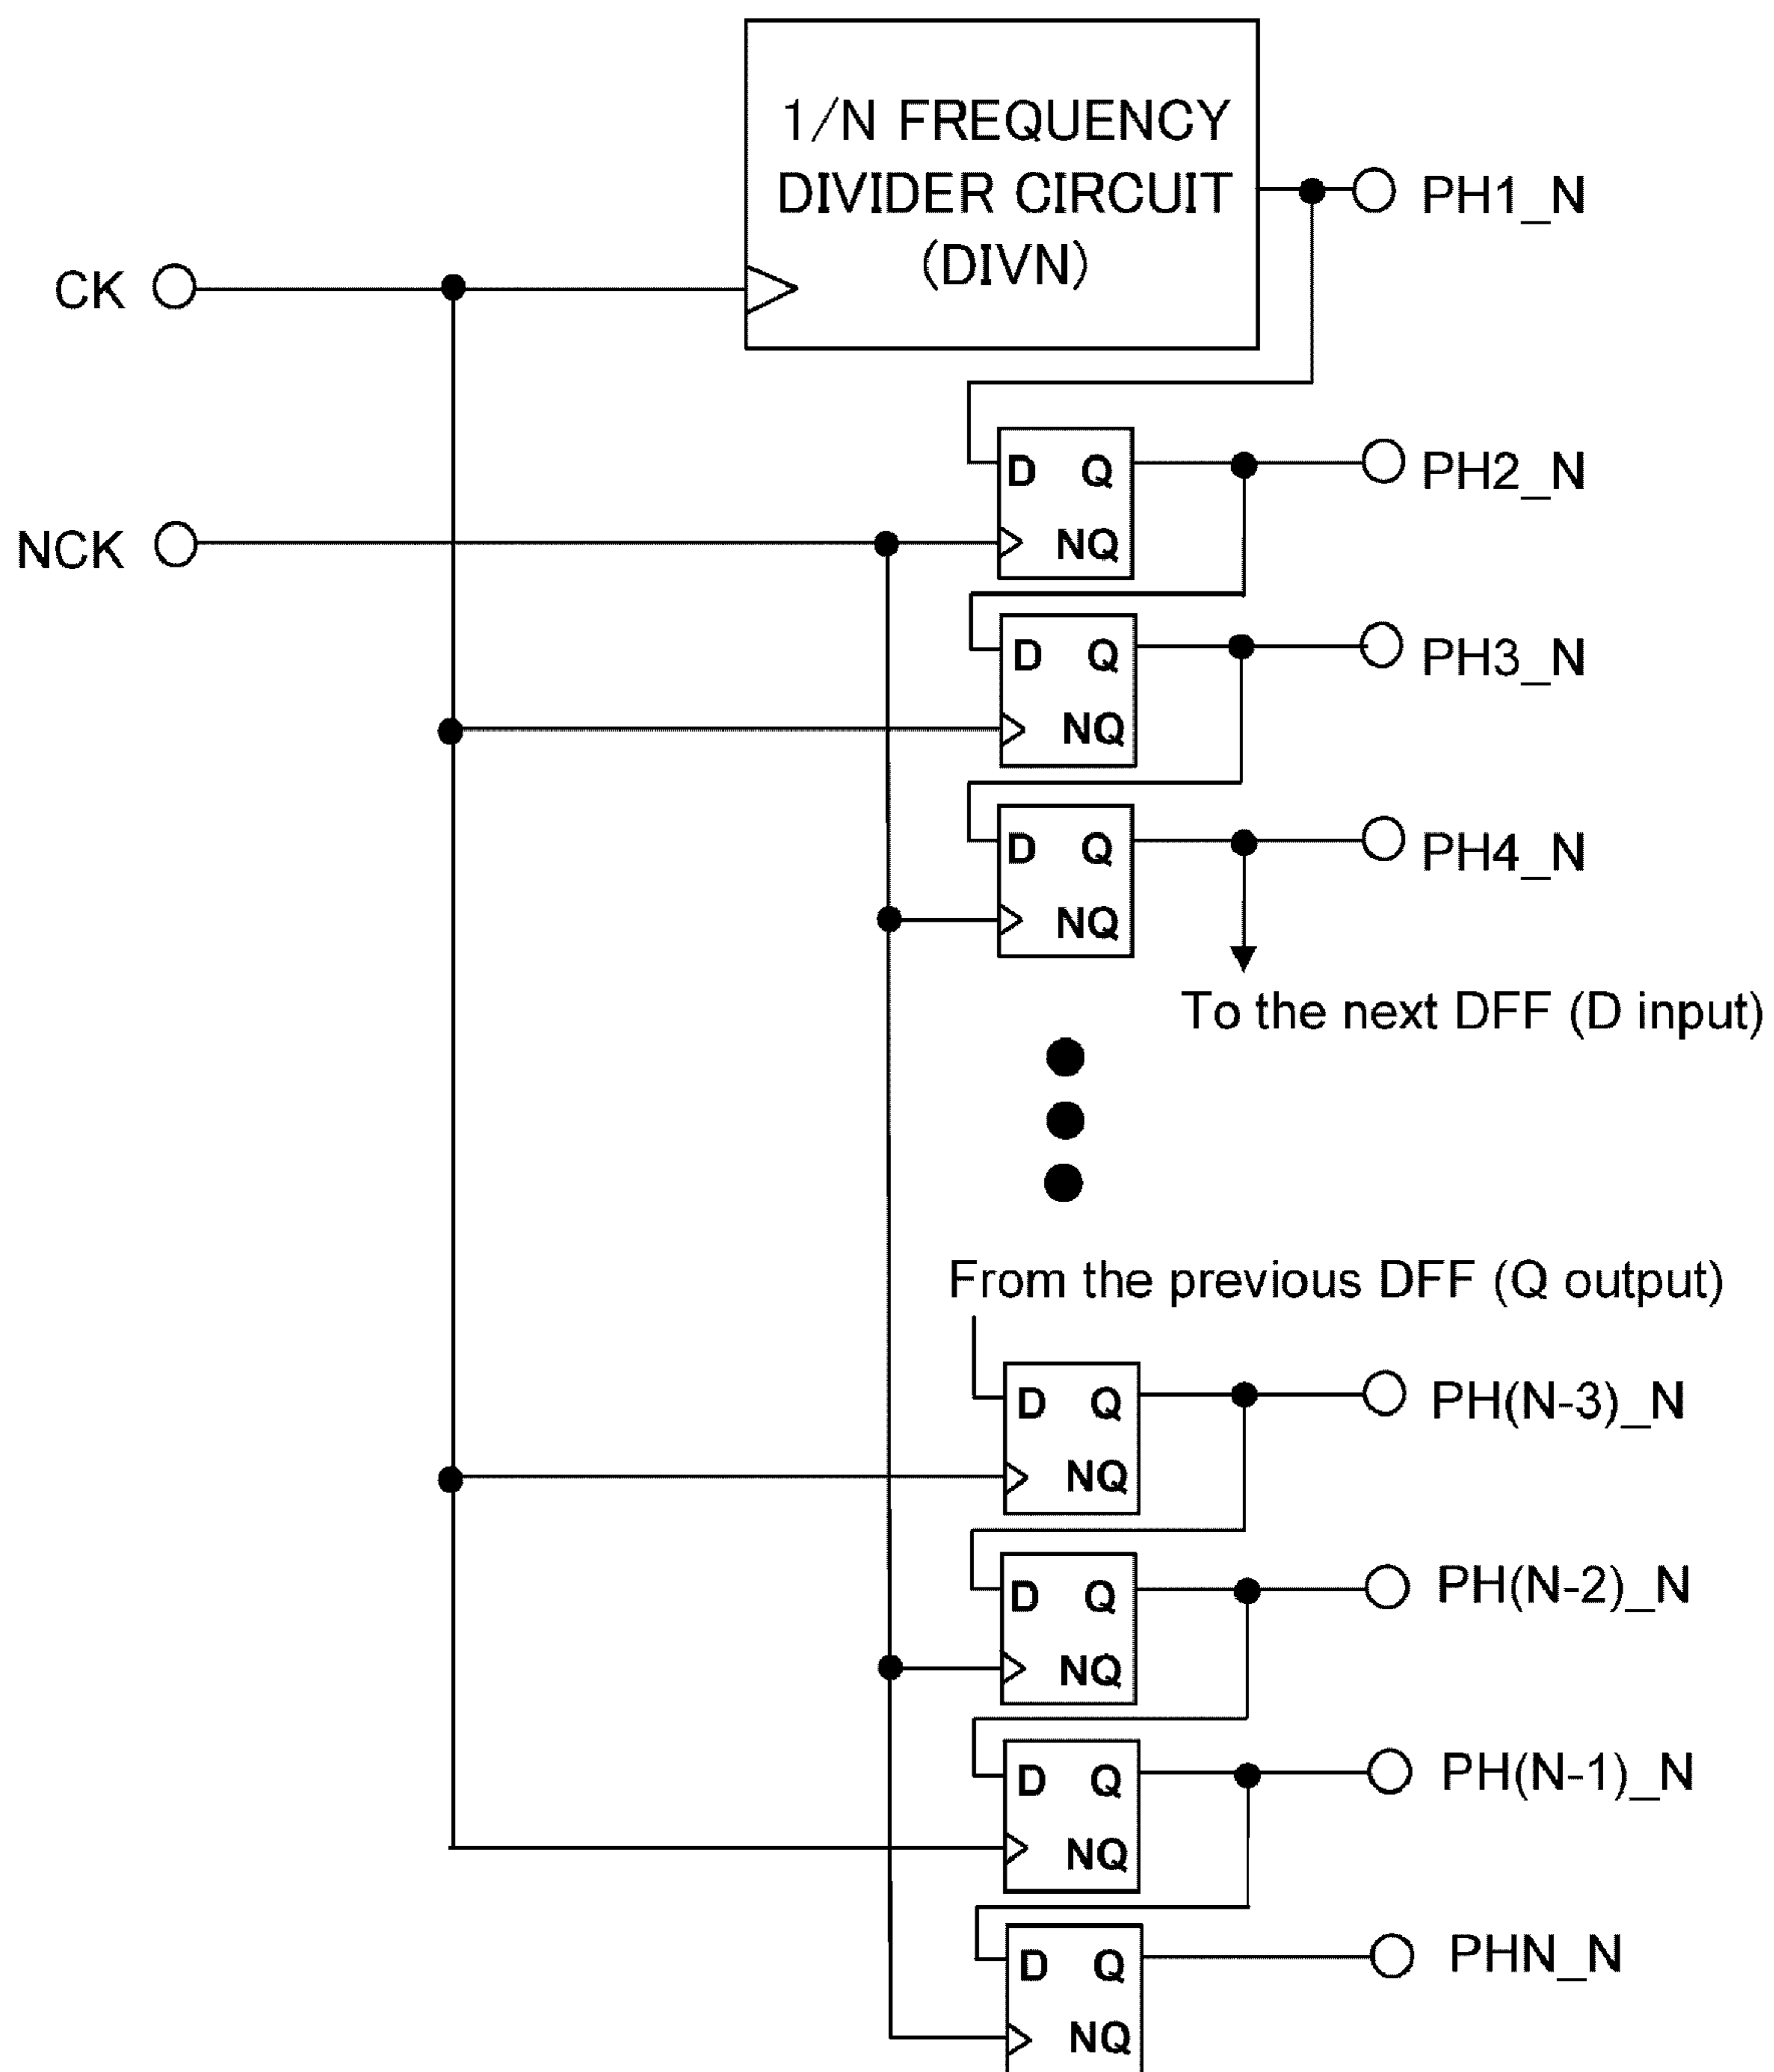 1/N FREQUENCY
DIVIDER CIRCUIT
(DIVN)
PH1_N
CK
D Q
PH2_N
NCK
NQ
D Q
PH3_N
NQ
D Q
PH4_N
NQ
To the next DFF (D input)
From the previous DFF (Q output)
D Q
PH(N-3)_N
NQ
D Q
PH(N-2)_N
NQ
D Q
PH(N-1)_N
NQ
D Q
PHN_N
NQ